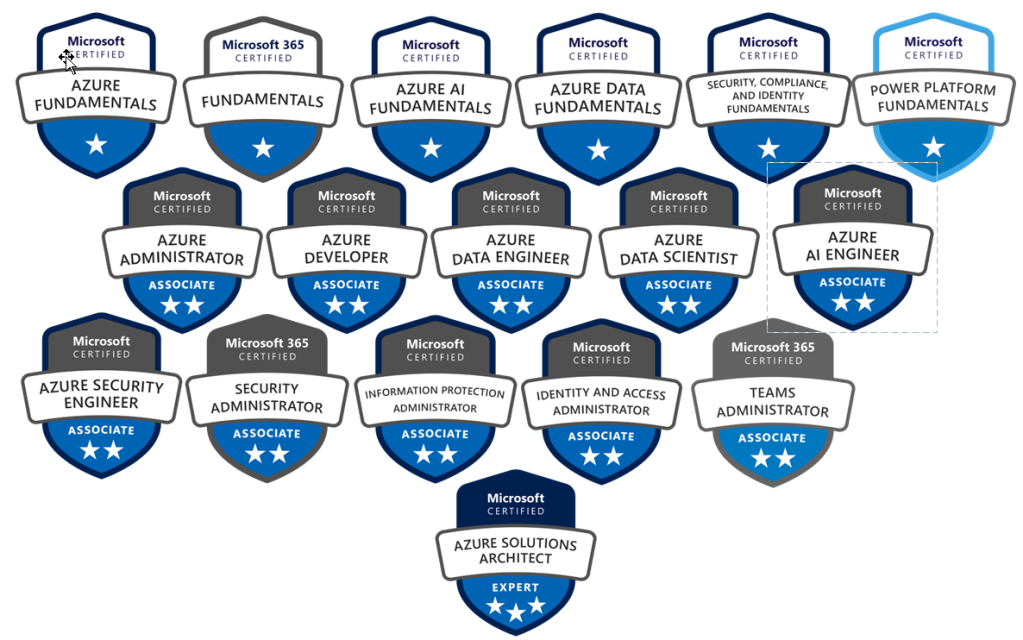 Microsoft
CERTIFIED
AZURE
FUNDAMENTALS
Microsoft 365
CERTIFIED
FUNDAMENTALS
Microsoft
CERTIFIED
AZURE AI
FUNDAMENTALS
Microsoft
CERTIFIED
AZURE DATA
FUNDAMENTALS
Microsoft
CERTIFIED
SECURITY, COMPLIANCE,
AND IDENTITY
FUNDAMENTALS
Microsoft
CERTIFIED
POWER PLATFORM
FUNDAMENTALS
Microsoft
CERTIFIED
AZURE
ADMINISTRATOR
ASSOCIATE
Microsoft
CERTIFIED
AZURE
DEVELOPER
ASSOCIATE
Microsoft
CERTIFIED
AZURE
DATA ENGINEER
ASSOCIATE
Microsoft
CERTIFIED
AZURE
DATA SCIENTIST
ASSOCIATE
Microsoft
CERTIFIED
AZURE
AI ENGINEER
ASSOCIATE
Microsoft
CERTIFIED
AZURE SECURITY
ENGINEER
ASSOCIATE
Microsoft 365
CERTIFIED
SECURITY
ADMINISTRATOR
ASSOCIATE
Microsoft
CERTIFIED
INFORMATION PROTECTION
ADMINISTRATOR
ASSOCIATE
Microsoft
CERTIFIED
IDENTITY AND ACCESS
ADMINISTRATOR
ASSOCIATE
Microsoft 365
CERTIFIED
TEAMS
ADMINISTRATOR
ASSOCIATE
Microsoft
CERTIFIED
AZURE SOLUTIONS
ARCHITECT
EXPERT